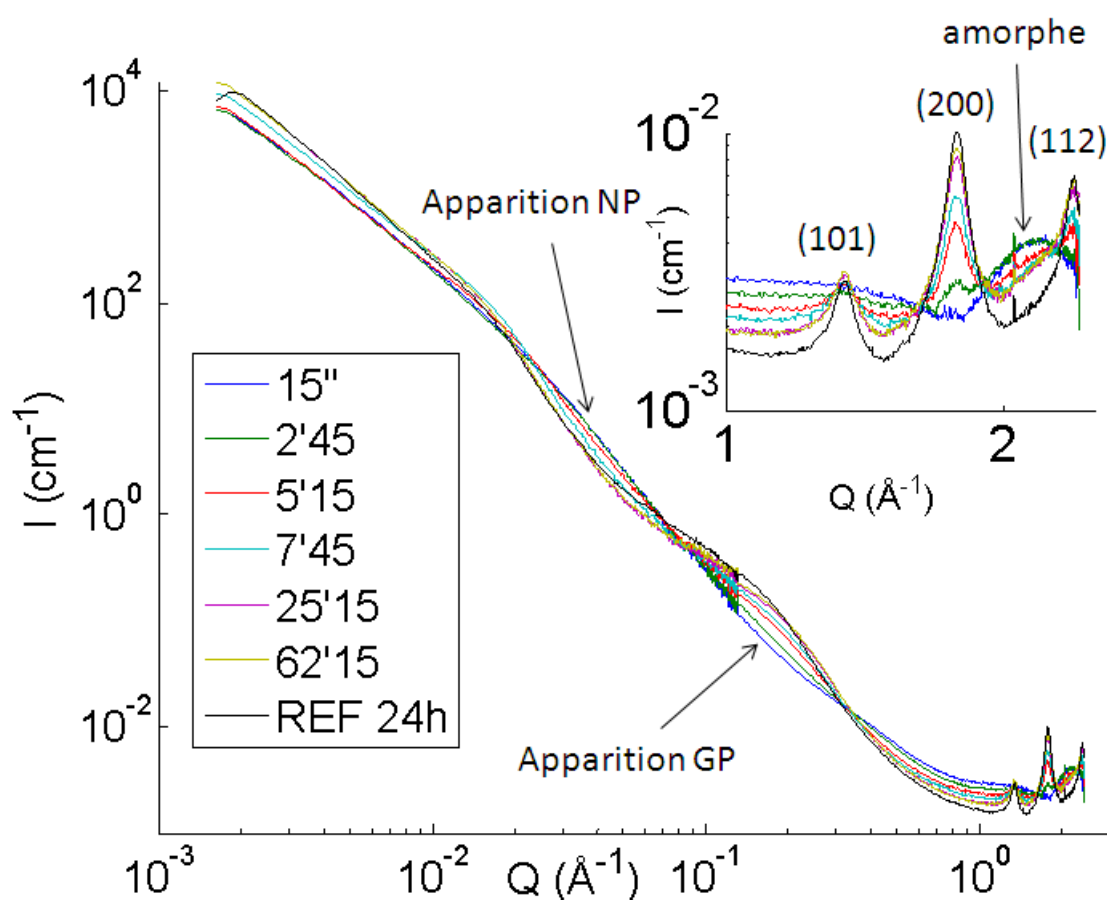 I (cm-1)
104
102
100
10-2
10-3
10-2
10-1
100
Q (Å-1)
Apparition NP
Apparition GP
15"
2'45
5'15
7'45
25'15
62'15
REF 24h
amorphe
(200)
(112)
(101)
10-2
10-3
I (cm-1)
1
2
Q (Å-1)